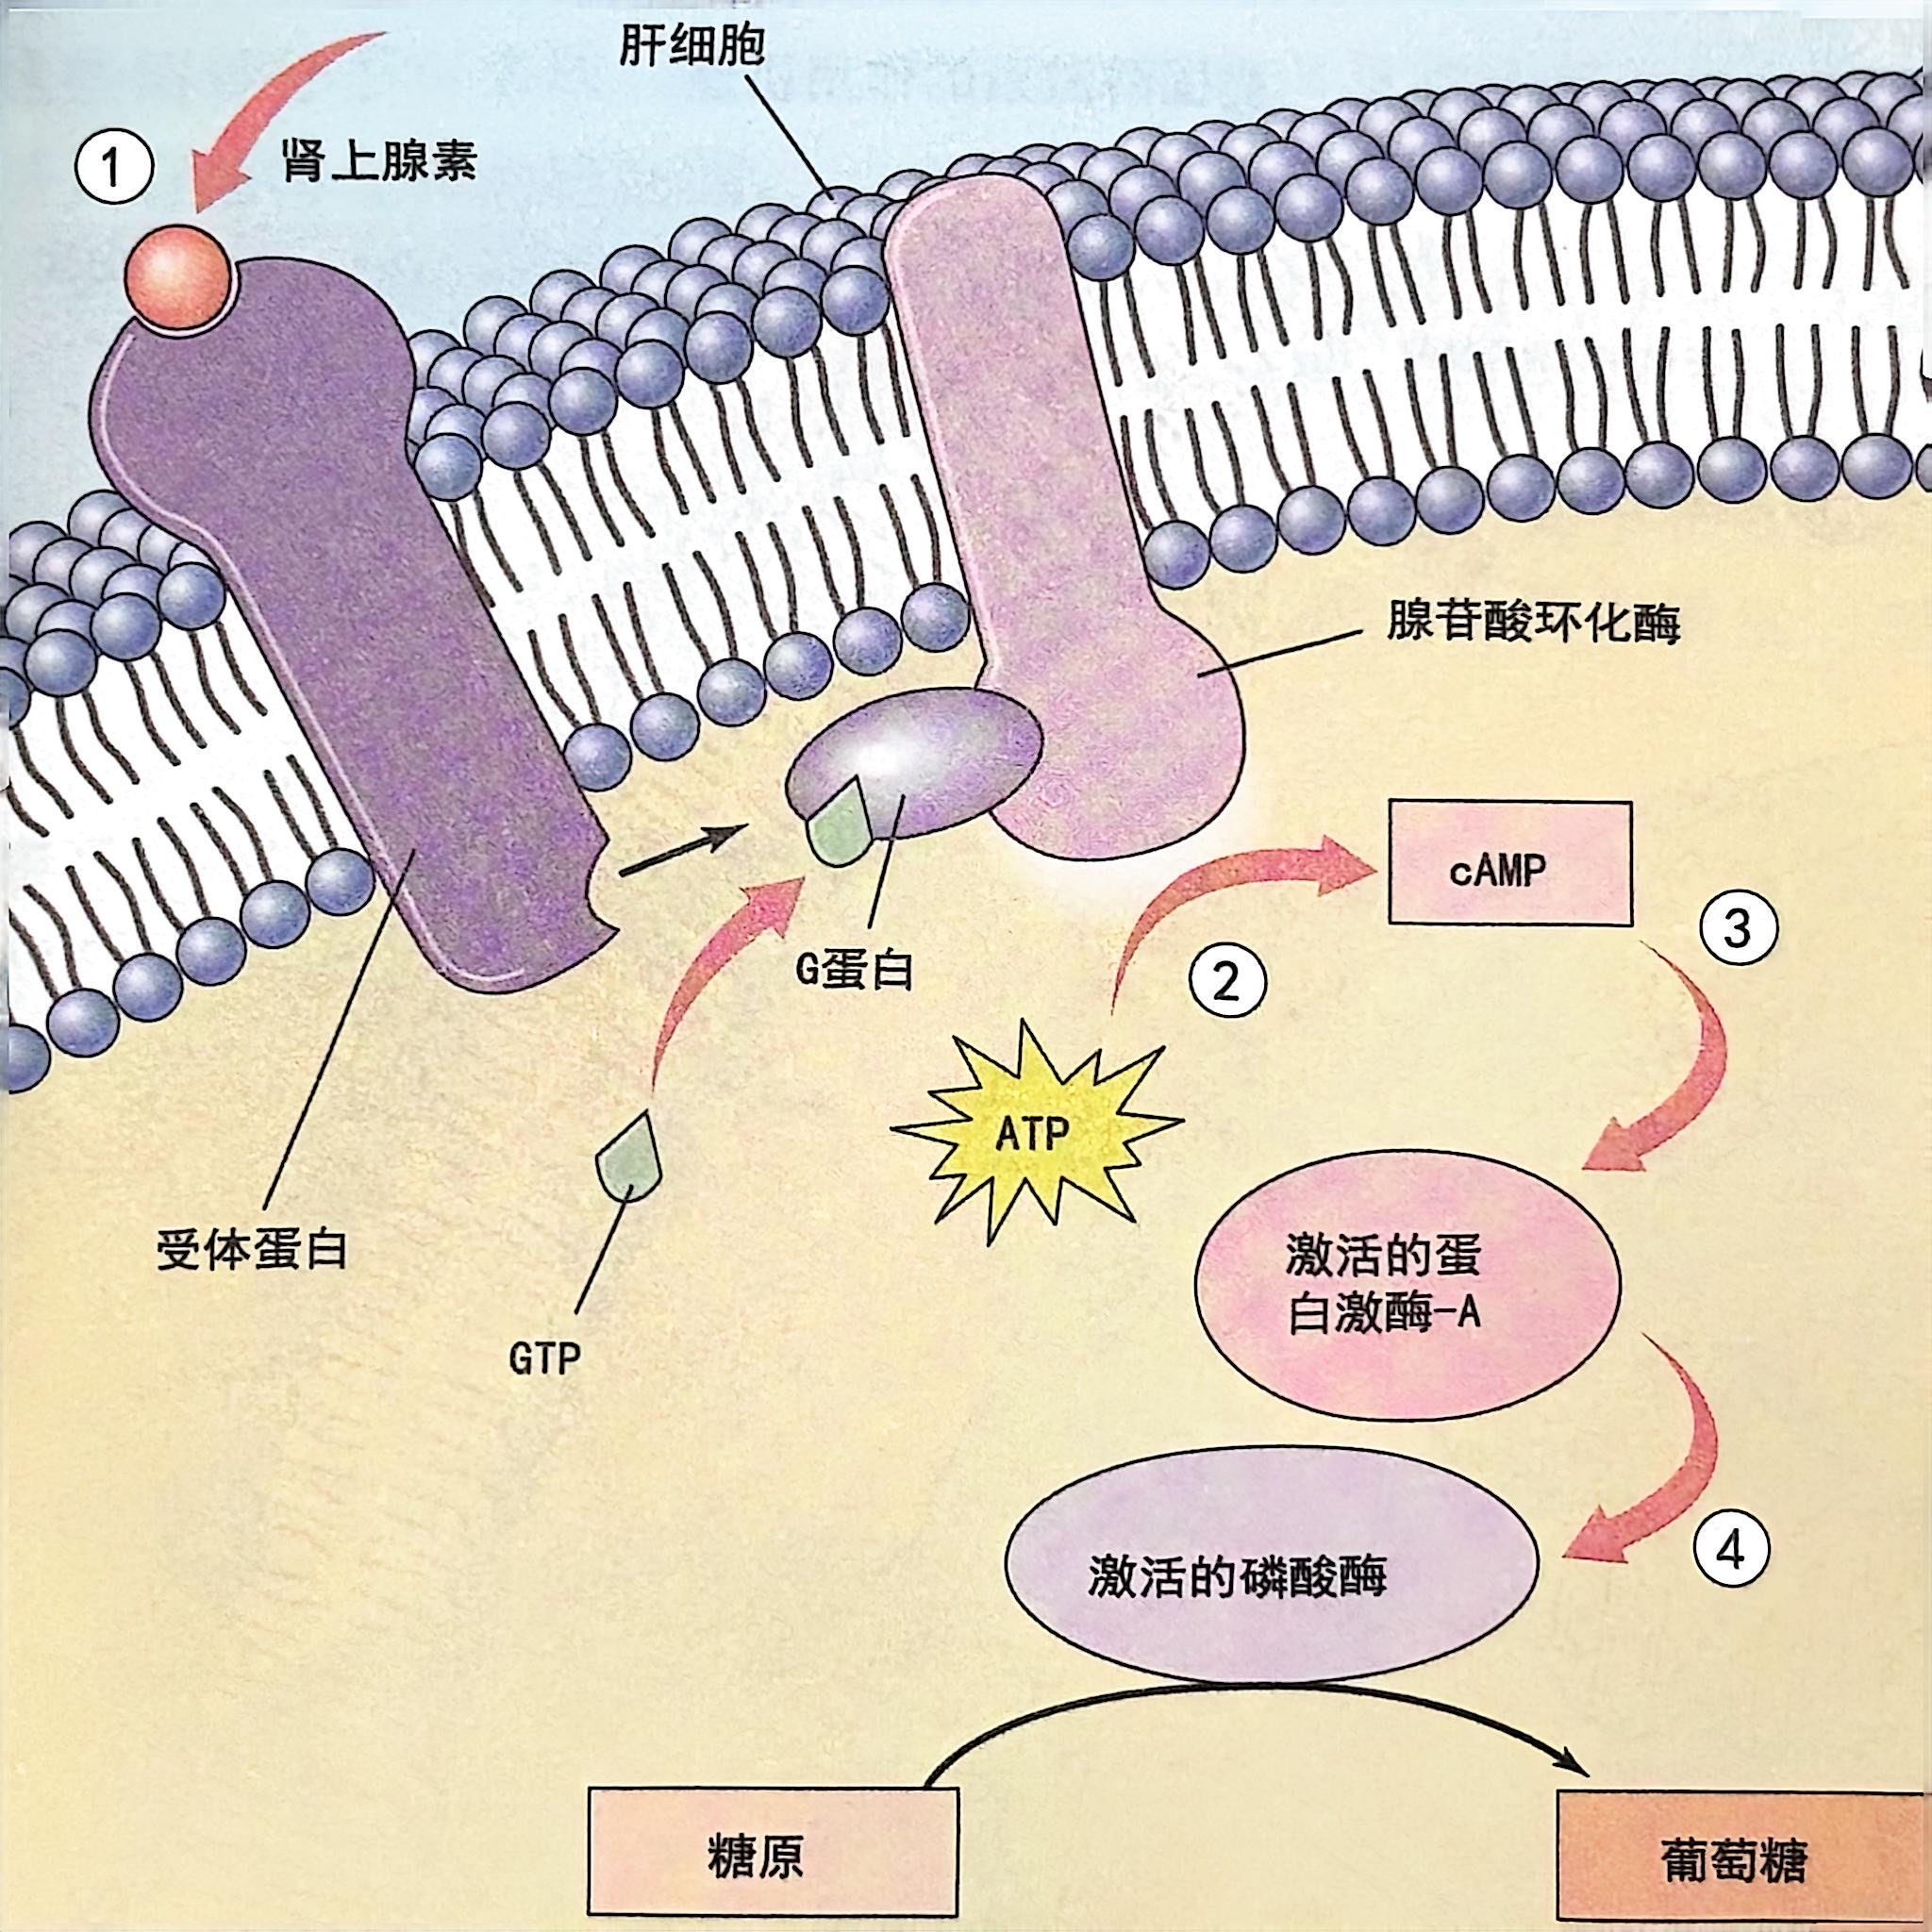 肝细胞
①
肾上腺素
腺苷酸环化酶
cAMP
③
G蛋白
②
ATP
受体蛋白
GTP
激活的蛋
白激酶-A
④
激活的磷酸酶
糖原
葡萄糖